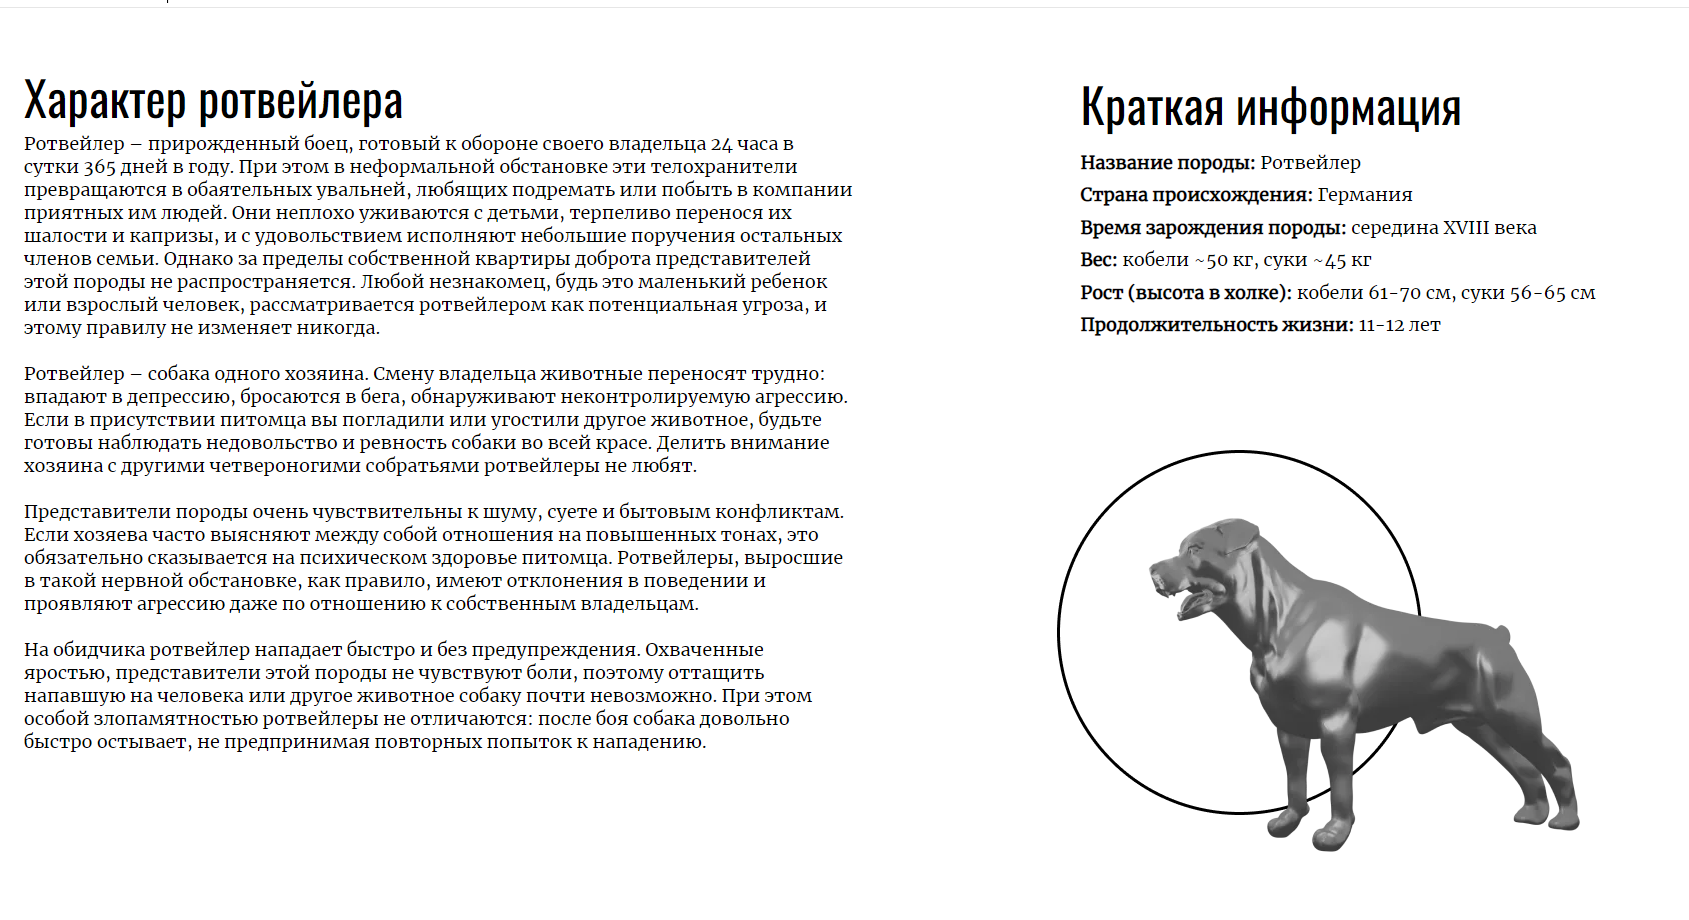 Характер ротвейлера
Ротвейлер – прирожденный боец, готовый к обороне своего владельца 24 часа в
сутки 365 дней в году. При этом в неформальной обстановке эти телохранители
превращаются в обаятельных увальней, любящих подремать или побыть в компании
приятных им людей. Они неплохо уживаются с детьми, терпеливо перенося их
шалости и капризы, и с удовольствием исполняют небольшие поручения остальных
членов семьи. Однако за пределы собственной квартиры доброта представителей
этой породы не распространяется. Любой незнакомец, будь это маленький ребенок
или взрослый человек, рассматривается ротвейлером как потенциальная угроза, и
этому правилу не изменяет никогда.
Ротвейлер – собака одного хозяина. Смену владельца животные переносят трудно:
впадают в депрессию, бросаются в бега, обнаруживают неконтролируемую агрессию.
Если в присутствии питомца вы погладили или угостили другое животное, будьте
готовы наблюдать недовольство и ревность собаки во всей красе. Делить внимание
хозяина с другими четвероногими собратьями ротвейлеры не любят.
Представители породы очень чувствительны к шуму, суете и бытовым конфликтам.
Если хозяева часто выясняют между собой отношения на повышенных тонах, это
обязательно сказывается на психическом здоровье питомца. Ротвейлеры, выросшие
в такой нервной обстановке, как правило, имеют отклонения в поведении и
проявляют агрессию даже по отношению к собственным владельцам.
На обидчика ротвейлер нападает быстро и без предупреждения. Охваченные
яростью, представители этой породы не чувствуют боли, поэтому оттащить
напавшую на человека или другое животное собаку почти невозможно. При этом
особой злопамятностью ротвейлеры не отличаются: после боя собака довольно
быстро остывает, не предпринимая повторных попыток к нападению.
Краткая информация
Название породы: Ротвейлер
Страна происхождения: Германия
Время зарождения породы: середина XVIII века
Вес: кобели ~50 кг, суки ~45 кг
Рост (высота в холке): кобели 61-70 см, суки 56-65 см
Продолжительность жизни: 11-12 лет